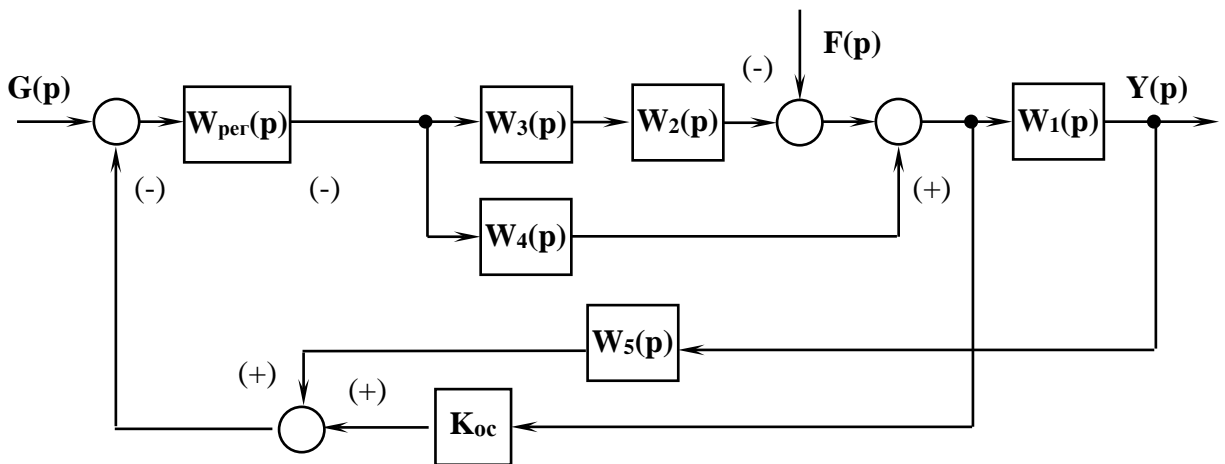 F(p)
(-)
G(p)
Y(p)
Wрег(p)
W3(p)
W2(p)
W1(p)
(-)
(-)
(+)
W4(p)
W5(p)
(+)
(+)
Kос